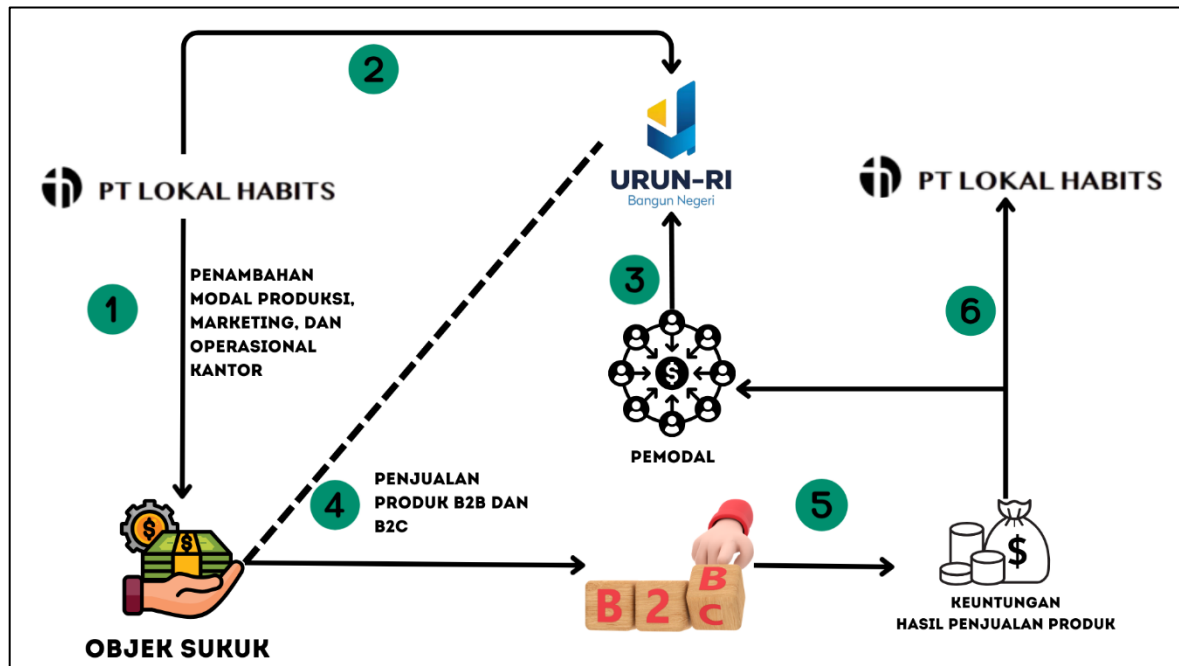 2
PT LOKAL HABITS
URUN-RI
Bangun Negeri
PT LOKAL HABITS
1
PENAMBAHAN
MODAL PRODUKSI,
MARKETING, DAN
OPERASIONAL
KANTOR
3
6
$
PEMODAL
4
PENJUALAN
PRODUK B2B DAN
B2C
5
$
$
B 2 B
C
$
OBJEK SUKUK
KEUNTUNGAN
HASIL PENJUALAN PRODUK